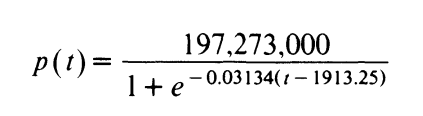 p(t) = 197,273,000 / 1 + e^{-0.03134(t - 1913.25)}